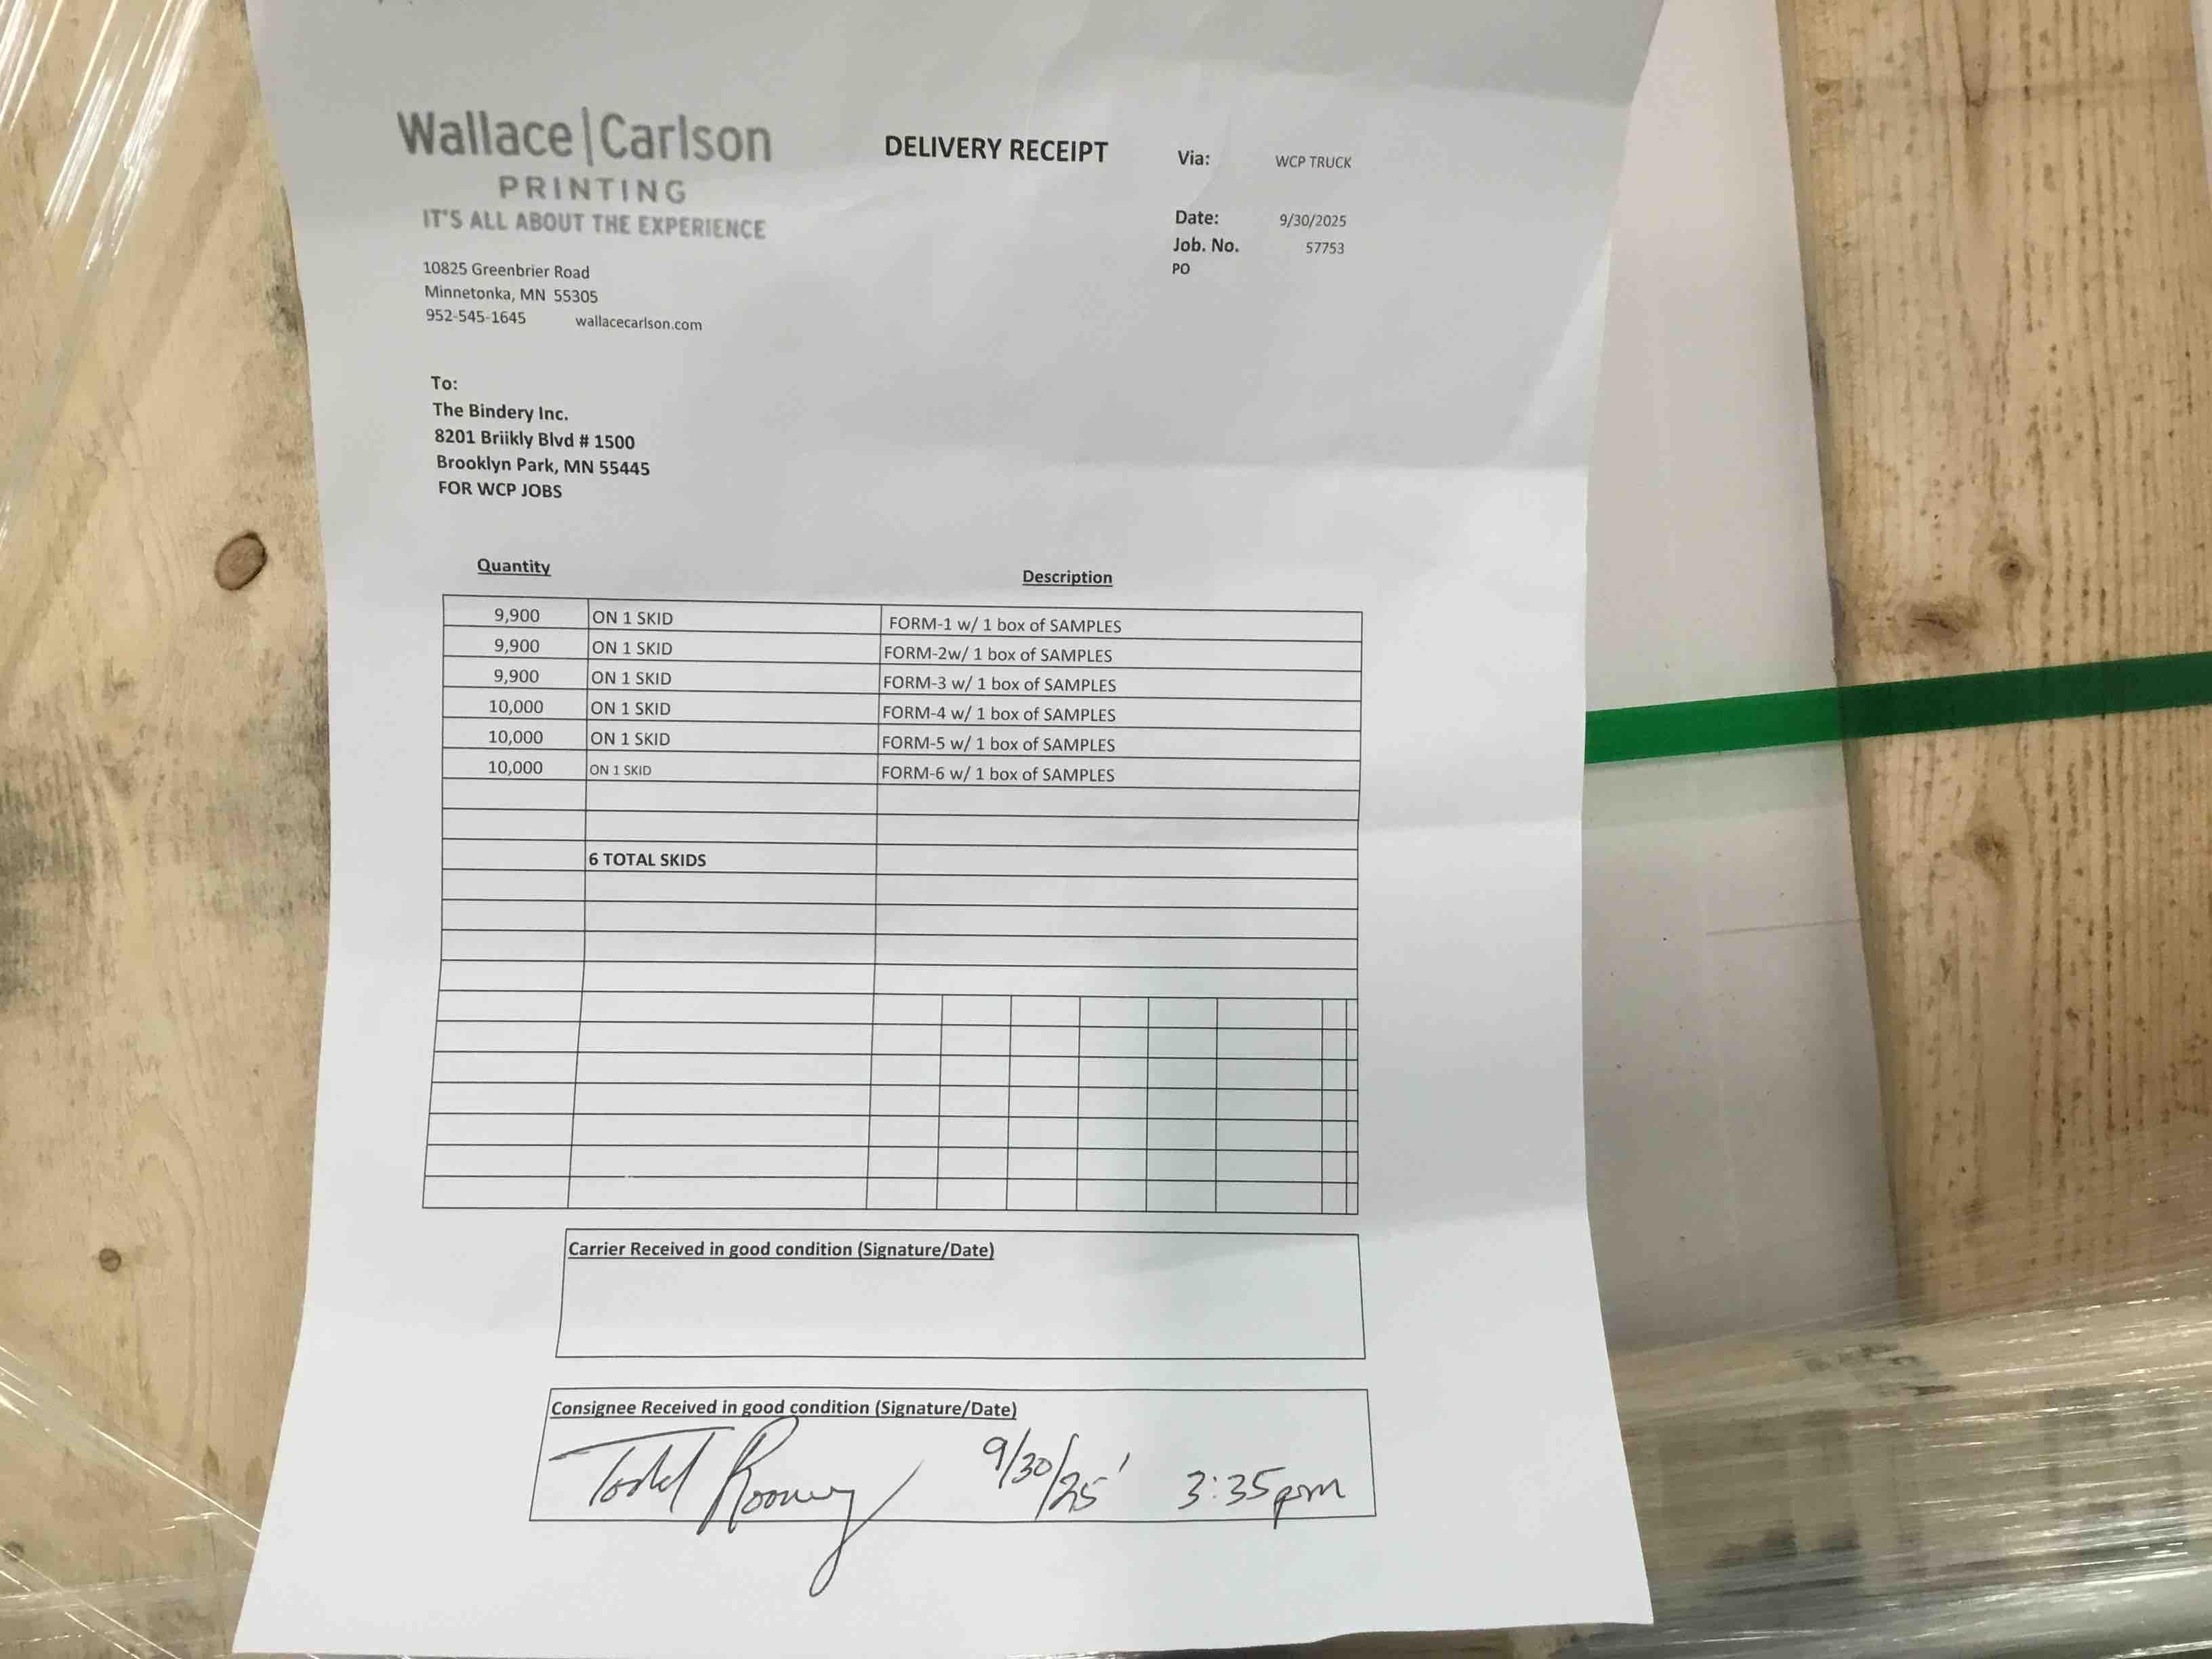 Wallace|Carlson
PRINTING
IT'S ALL ABOUT THE EXPERIENCE
10825 Greenbrier Road
Minnetonka, MN 55305
952-545-1645 wallacecarlson.com
DELIVERY RECEIPT
Via: WCP TRUCK
Date: 9/30/2025
Job. No. 57753
PO
To:
The Bindery Inc.
8201 Briikly Blvd # 1500
Brooklyn Park, MN 55445
FOR WCP JOBS
Quantity Description
9,900 ON 1 SKID FORM-1 w/ 1 box of SAMPLES
9,900 ON 1 SKID FORM-2w/ 1 box of SAMPLES
9,900 ON 1 SKID FORM-3 w/ 1 box of SAMPLES
10,000 ON 1 SKID FORM-4 w/ 1 box of SAMPLES
10,000 ON 1 SKID FORM-5 w/ 1 box of SAMPLES
10,000 ON 1 SKID FORM-6 w/ 1 box of SAMPLES
6 TOTAL SKIDS
Carrier Received in good condition (Signature/Date)
Consignee Received in good condition (Signature/Date)
Todd Rooney 9/30/25' 3:35pm